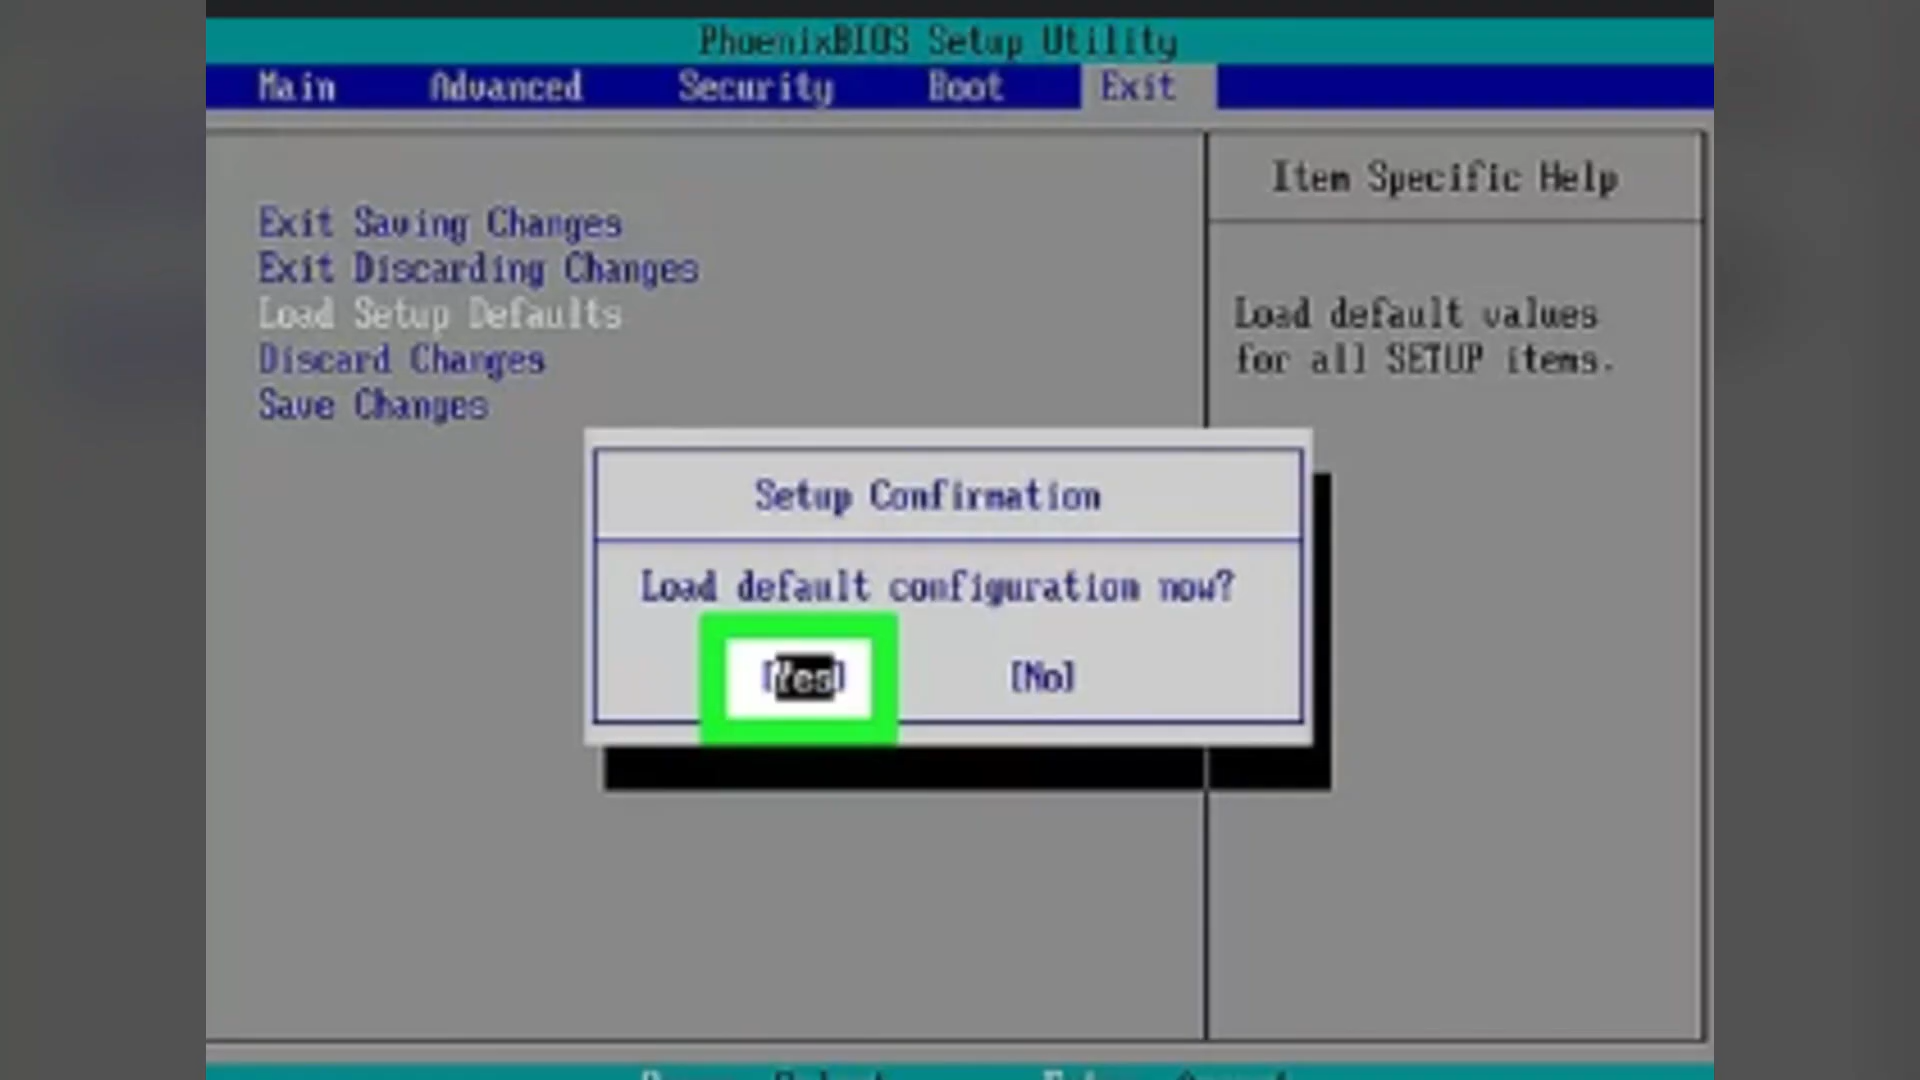 PhoenixBIOS Setup Utility
Main Advanced Security Boot Exit
Item Specific Help
Exit Saving Changes
Exit Discarding Changes
Load Setup Defaults
Discard Changes
Save Changes
Load default values
for all SETUP items.
Setup Confirmation
Load default configuration now?
[Yes] [No]